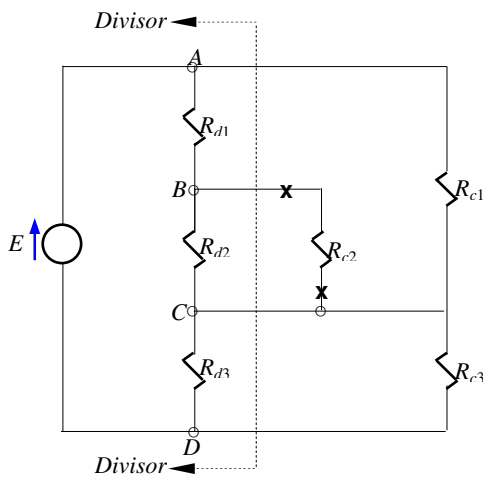 Divisor
A
R_d1
B
x
R_c1
E
R_d2
R_c2
x
C
R_d3
R_c3
D
Divisor